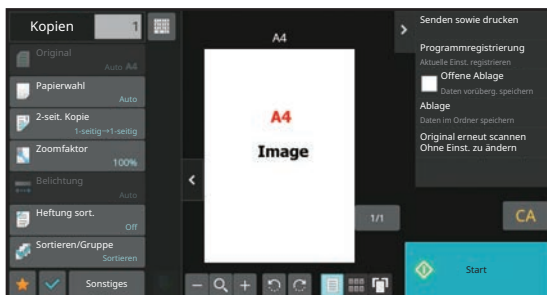 Kopien
1
Original
Auto A4
Papierwahl
Auto
2-seit. Kopie
1-seitig→1-seitig
Zoomfaktor
100%
Belichtung
Auto
Heftung sort.
Off
Sortieren/Gruppe
Sortieren
Sonstiges
A4
A4
Image
1/1
Senden sowie drucken
Programmregistrierung
Aktuelle Einst. registrieren
Offene Ablage
Daten vorüberg. speichern
Ablage
Daten im Ordner speichern
Original erneut scannen
Ohne Einst. zu ändern
CA
Start